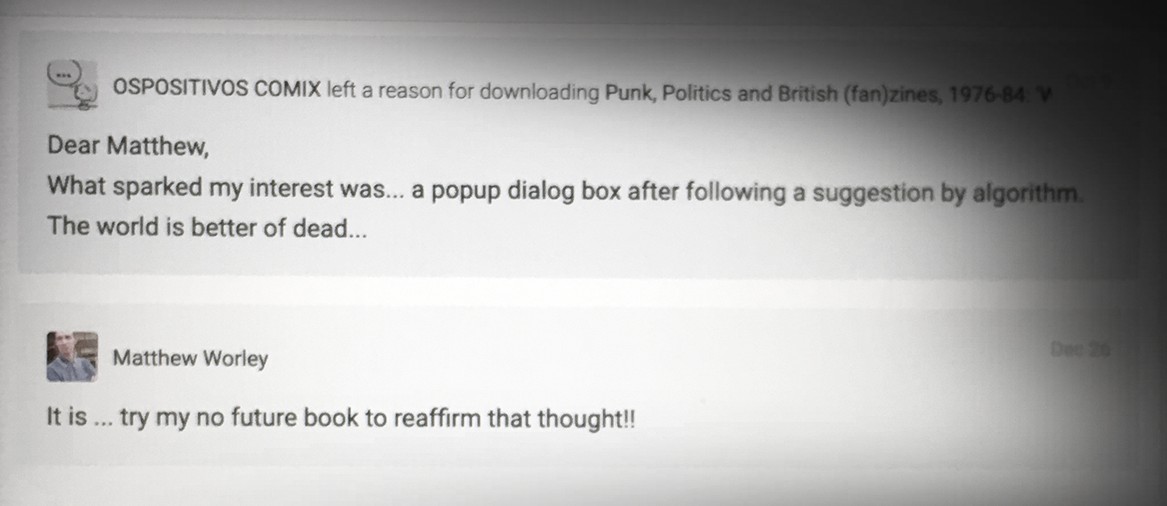 OSPOSITIVOS COMIX left a reason for downloading Punk, Politics and British (fan)zines, 1976-84: 'W
Dear Matthew,
What sparked my interest was... a popup dialog box after following a suggestion by algorithm.
The world is better of dead...
Matthew Worley
Dec 26
It is ... try my no future book to reaffirm that thought!!